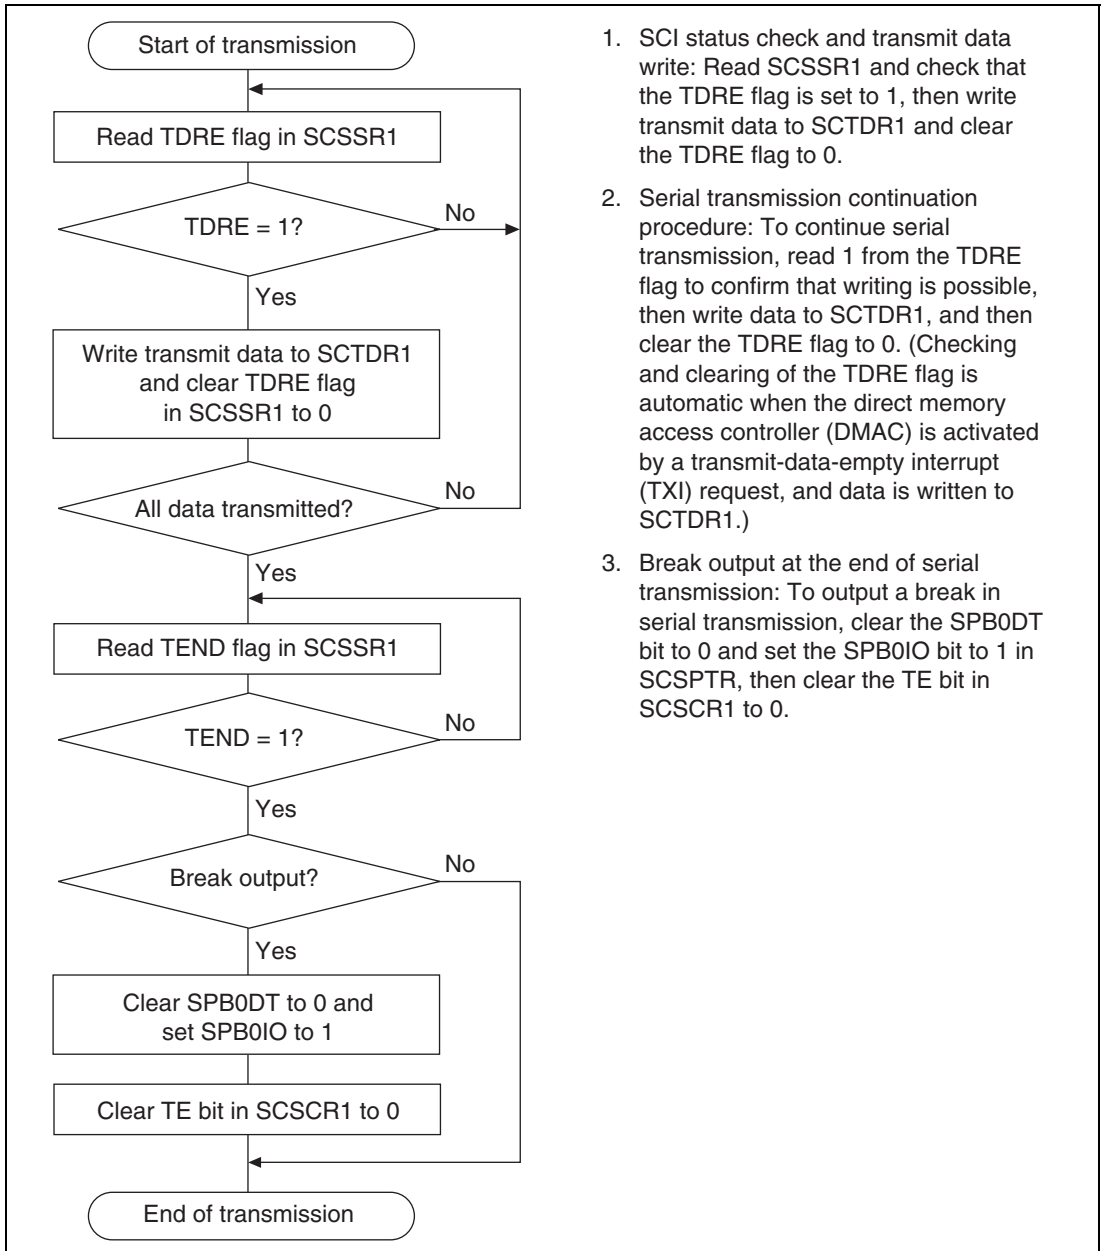 Start of transmission
Read TDRE flag in SCSSR1
TDRE = 1?
No
Yes
Write transmit data to SCTDR1
and clear TDRE flag
in SCSSR1 to 0
All data transmitted?
No
Yes
Read TEND flag in SCSSR1
TEND = 1?
No
Yes
Break output?
No
Yes
Clear SPB0DT to 0 and
set SPB0IO to 1
Clear TE bit in SCSCR1 to 0
End of transmission
1. SCI status check and transmit data
write: Read SCSSR1 and check that
the TDRE flag is set to 1, then write
transmit data to SCTDR1 and clear
the TDRE flag to 0.
2. Serial transmission continuation
procedure: To continue serial
transmission, read 1 from the TDRE
flag to confirm that writing is possible,
then write data to SCTDR1, and then
clear the TDRE flag to 0. (Checking
and clearing of the TDRE flag is
automatic when the direct memory
access controller (DMAC) is activated
by a transmit-data-empty interrupt
(TXI) request, and data is written to
SCTDR1.)
3. Break output at the end of serial
transmission: To output a break in
serial transmission, clear the SPB0DT
bit to 0 and set the SPB0IO bit to 1 in
SCSPTR, then clear the TE bit in
SCSCR1 to 0.